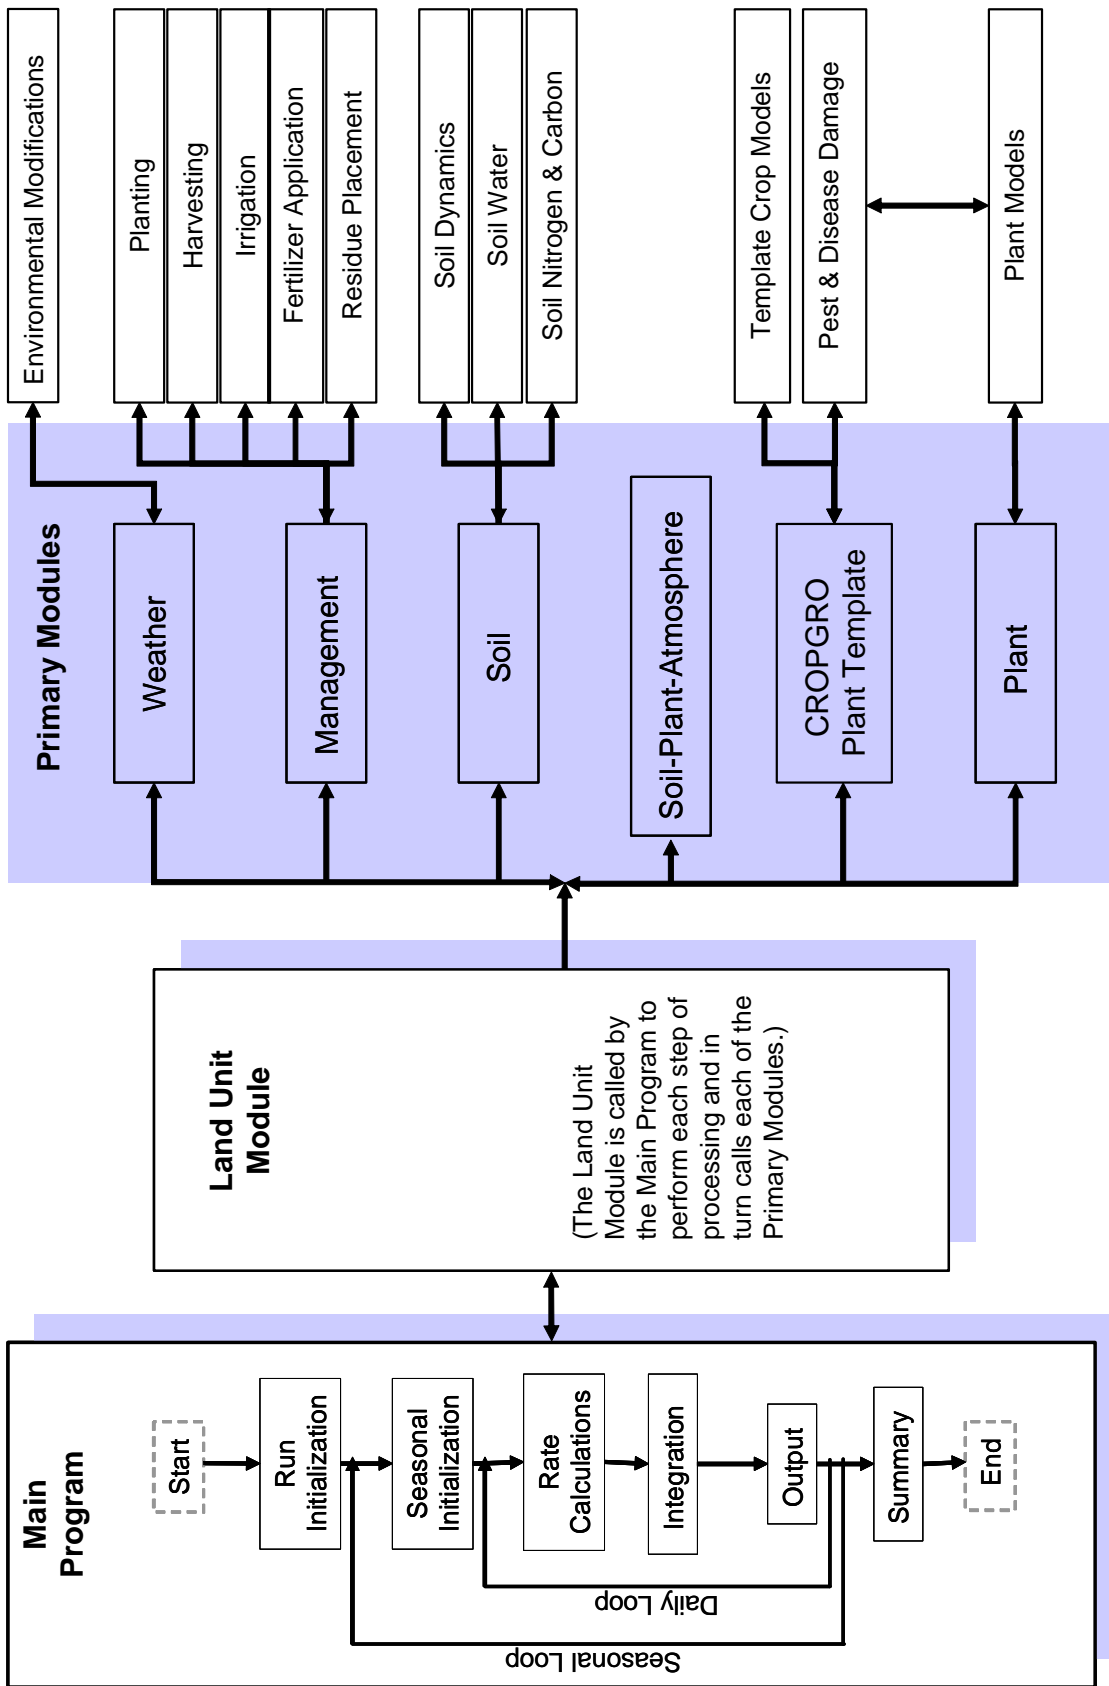 Main
Program
Start
Run
Initialization
Seasonal
Initialization
Rate
Calculations
Integration
Output
Summary
End
Daily Loop
Seasonal Loop
Land Unit
Module
(The Land Unit
Module is called by
the Main Program to
perform each step of
processing and in
turn calls each of the
Primary Modules.)
Primary Modules
Weather
Management
Soil
Soil-Plant-Atmosphere
CROPGRO
Plant Template
Plant
Environmental Modifications
Planting
Harvesting
Irrigation
Fertilizer Application
Residue Placement
Soil Dynamics
Soil Water
Soil Nitrogen & Carbon
Template Crop Models
Pest & Disease Damage
Plant Models